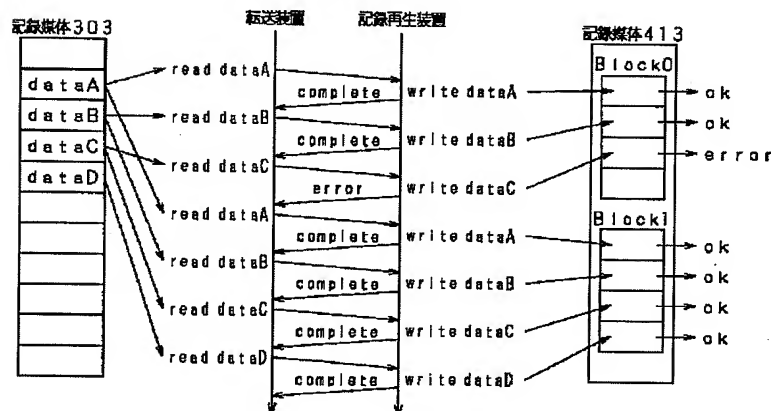 転送装置 記録再生装置
記録媒体303 記録媒体413
Block0
read dataA
dataA complete write dataA ok
dataB read dataB ok
dataC complete write dataB
read dataC error
dataD error write dataC
read dataA Block1
complete write dataA ok
read dataB
complete write dataB ok
read dataC ok
complete write dataC
read dataD ok
complete write dataD